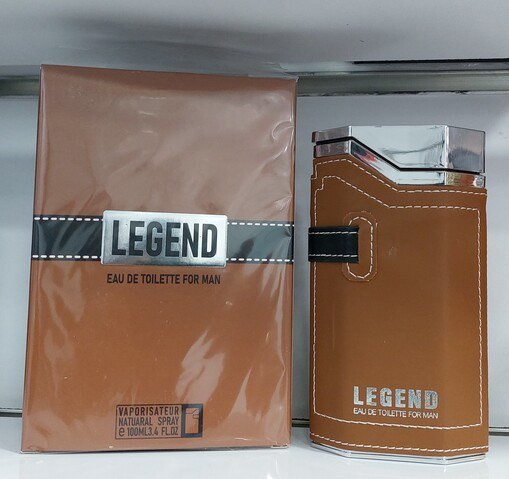 LEGEND
EAU DE TOILETTE FOR MAN
VAPORISATEUR
NATUARAL SPRAY
e 100ML3.4 FL.OZ
LEGEND
EAU DE TOILETTE FOR MAN